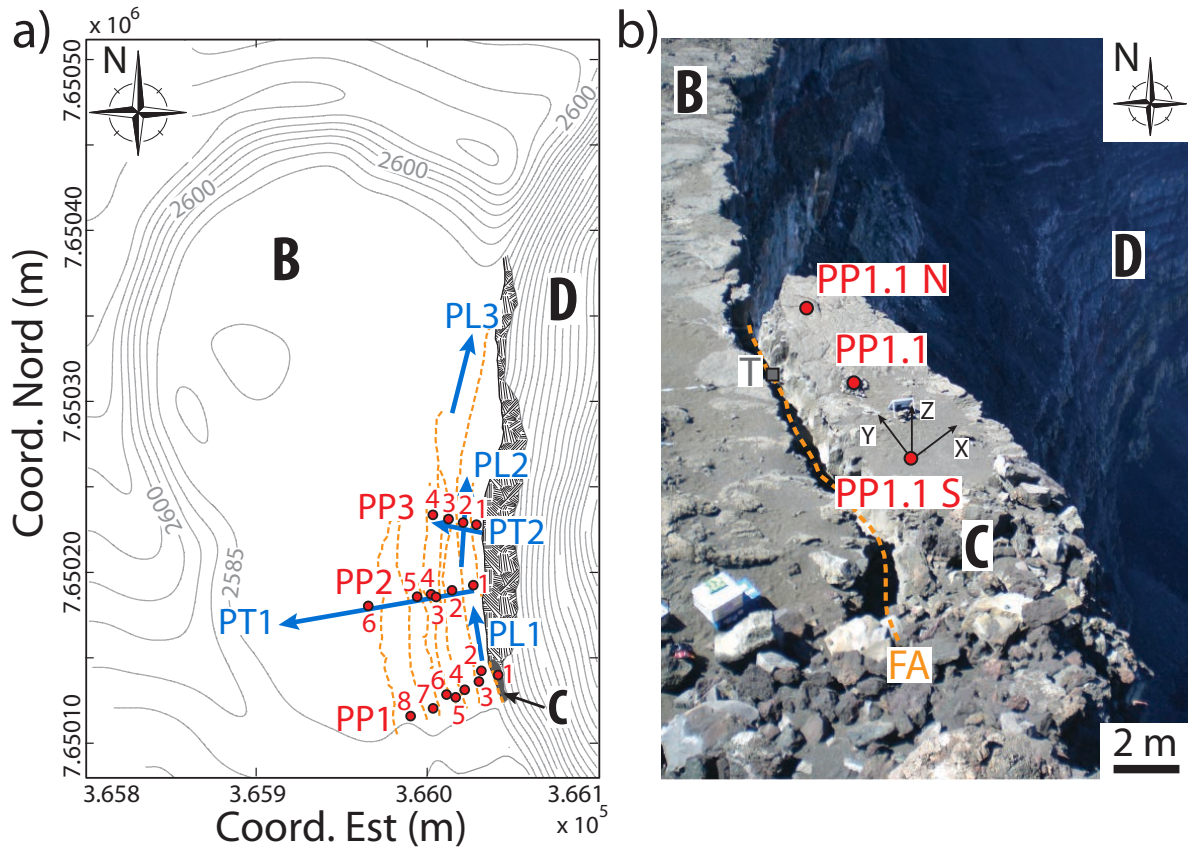 a)
x 10⁶
N
7.65050
7.65040
7.65030
7.65020
7.65010
Coord. Nord (m)
2600
2600
2600
2600
2585
B
D
PL3
PL2
PP3
4
3
2
1
PT2
PP2
5
4
3
2
1
6
PT1
PL1
PP1
8
7
6
5
4
3
2
1
C
3.658
3.659
3.660
3.661
Coord. Est (m)
x 10⁵
b)
B
N
D
PP1.1 N
PP1.1
T
Z
Y
X
PP1.1 S
C
FA
2 m